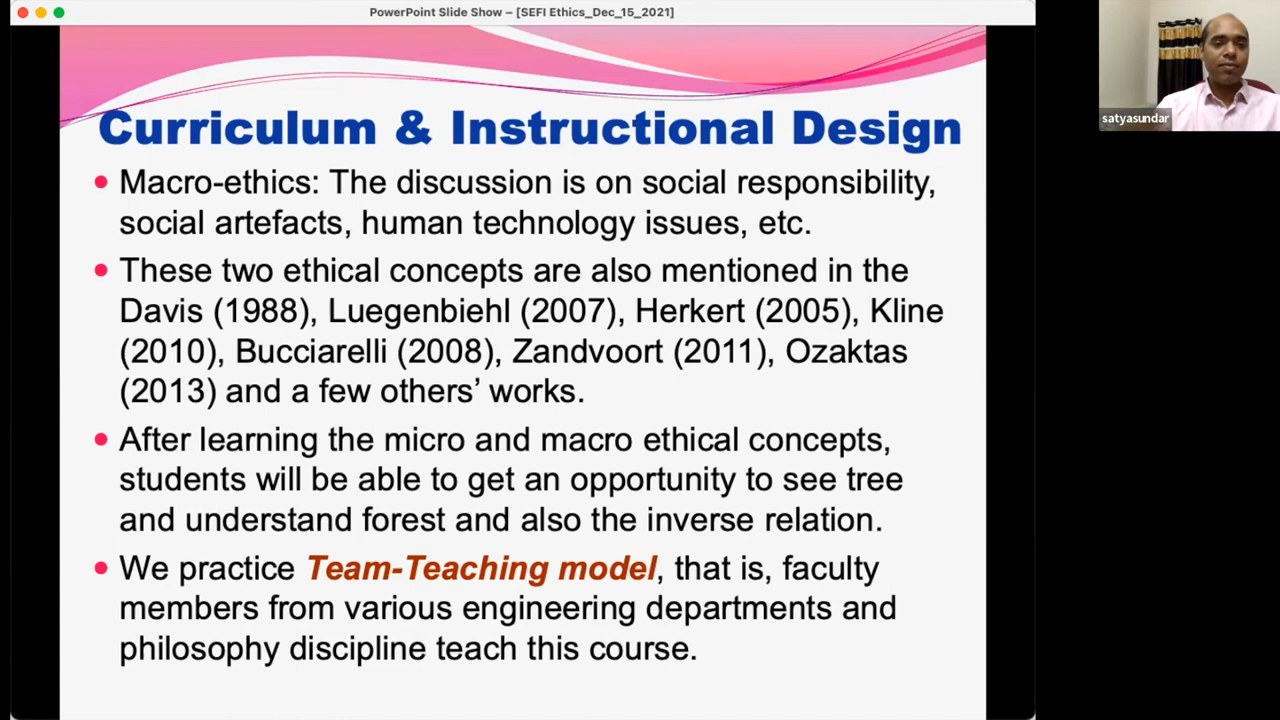 PowerPoint Slide Show – [SEFI Ethics_Dec_15_2021]
Curriculum & Instructional Design
• Macro-ethics: The discussion is on social responsibility,
social artefacts, human technology issues, etc.
• These two ethical concepts are also mentioned in the
Davis (1988), Luegenbiehl (2007), Herkert (2005), Kline
(2010), Bucciarelli (2008), Zandvoort (2011), Ozaktas
(2013) and a few others’ works.
• After learning the micro and macro ethical concepts,
students will be able to get an opportunity to see tree
and understand forest and also the inverse relation.
• We practice Team-Teaching model, that is, faculty
members from various engineering departments and
philosophy discipline teach this course.
satyasundar